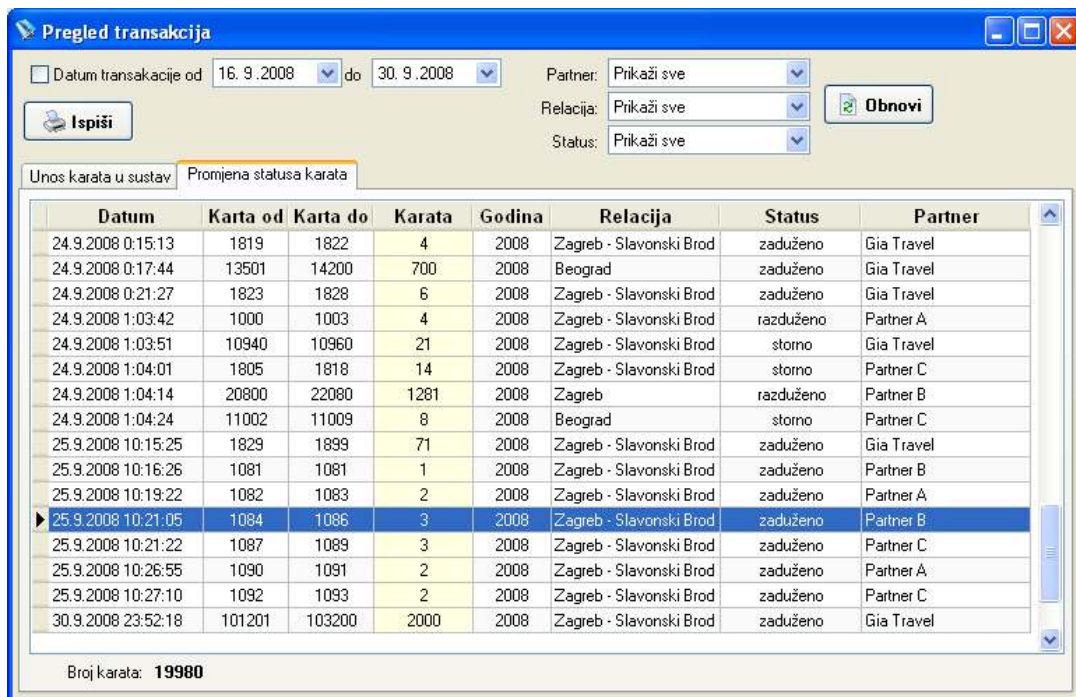 Pregled transakcija
Datum transakacije od 16. 9 .2008 do 30. 9 .2008 Partner: Prikaži sve
Ispiši Relacija: Prikaži sve Obnovi
Status: Prikaži sve
Unos karata u sustav Promjena statusa karata
Datum Karta od Karta do Karata Godina Relacija Status Partner
24.9.2008 0:15:13 1819 1822 4 2008 Zagreb - Slavonski Brod zaduženo Gia Travel
24.9.2008 0:17:44 13501 14200 700 2008 Beograd zaduženo Gia Travel
24.9.2008 0:21:27 1823 1828 6 2008 Zagreb - Slavonski Brod zaduženo Gia Travel
24.9.2008 1:03:42 1000 1003 4 2008 Zagreb - Slavonski Brod razduženo Partner A
24.9.2008 1:03:51 10940 10960 21 2008 Zagreb - Slavonski Brod storno Gia Travel
24.9.2008 1:04:01 1805 1818 14 2008 Zagreb - Slavonski Brod storno Partner C
24.9.2008 1:04:14 20800 22080 1281 2008 Zagreb razduženo Partner B
24.9.2008 1:04:24 11002 11009 8 2008 Beograd storno Partner C
25.9.2008 10:15:25 1829 1899 71 2008 Zagreb - Slavonski Brod zaduženo Gia Travel
25.9.2008 10:16:26 1081 1081 1 2008 Zagreb - Slavonski Brod zaduženo Partner B
25.9.2008 10:19:22 1082 1083 2 2008 Zagreb - Slavonski Brod zaduženo Partner A
25.9.2008 10:21:05 1084 1086 3 2008 Zagreb - Slavonski Brod zaduženo Partner B
25.9.2008 10:21:22 1087 1089 3 2008 Zagreb - Slavonski Brod zaduženo Partner C
25.9.2008 10:26:55 1090 1091 2 2008 Zagreb - Slavonski Brod zaduženo Partner A
25.9.2008 10:27:10 1092 1093 2 2008 Zagreb - Slavonski Brod zaduženo Partner C
30.9.2008 23:52:18 101201 103200 2000 2008 Zagreb - Slavonski Brod zaduženo Gia Travel
Broj karata: 19980